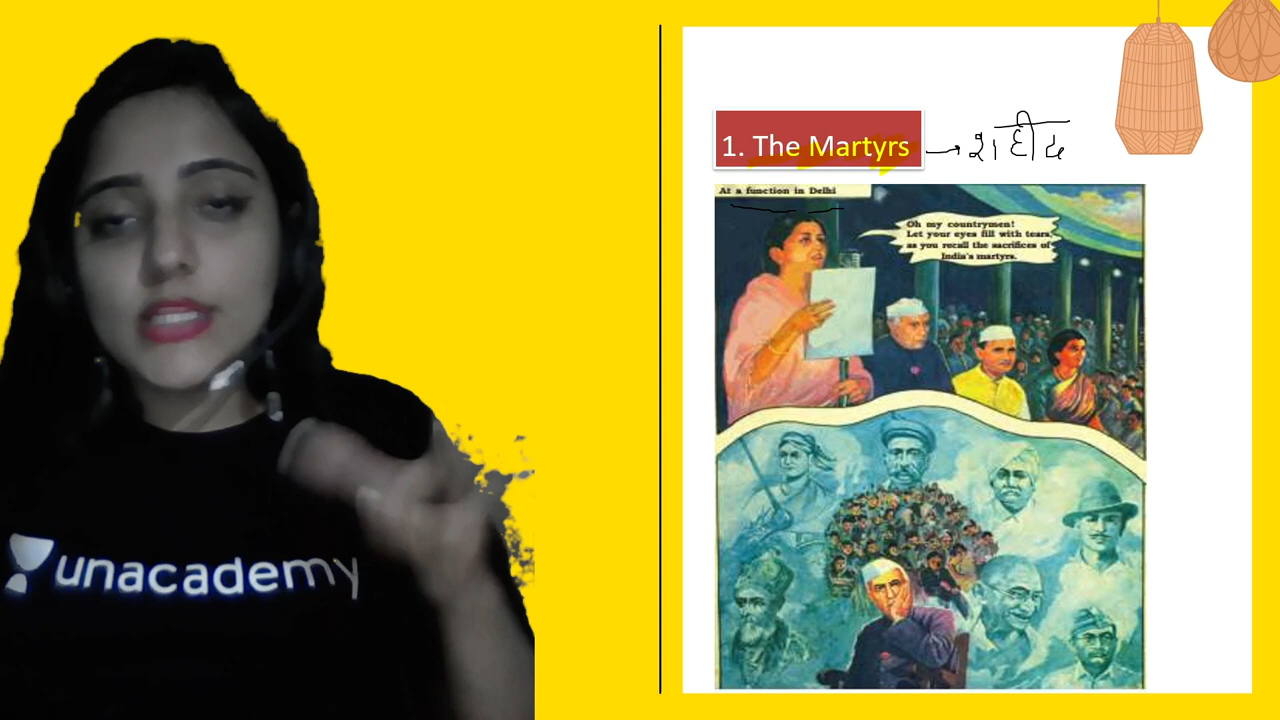 1. The Martyrs → शहीद
At a function in Delhi
Oh my countrymen!
Let your eyes fill with tears,
as you recall the sacrifices of
India's martyrs.
unacademy